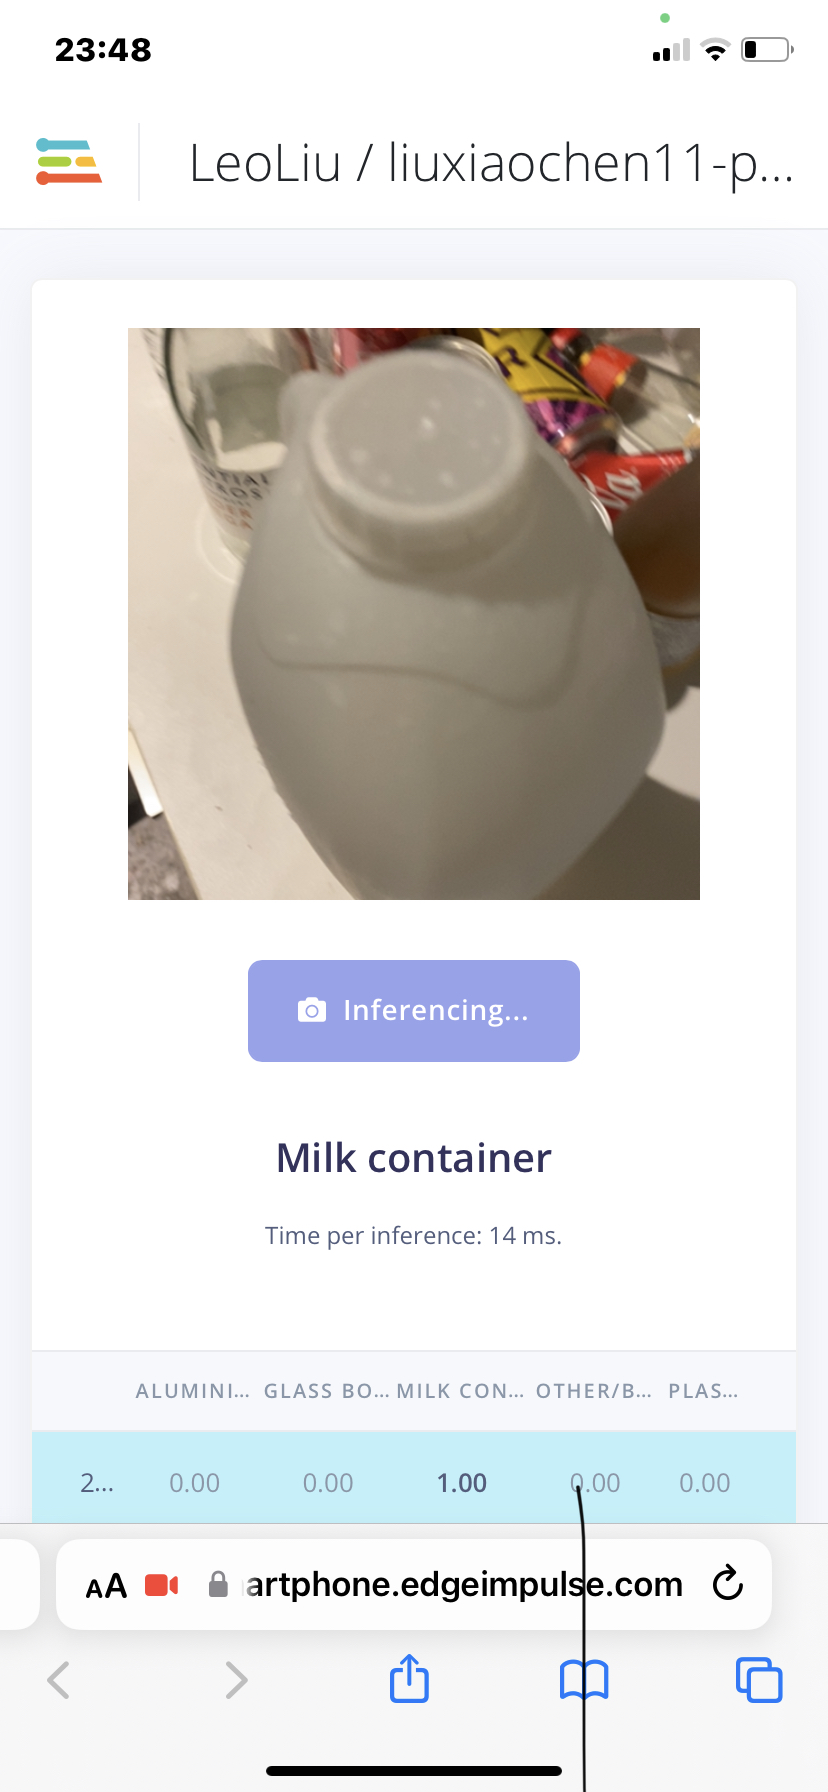 23:48
LeoLiu / liuxiaochen11-p...
Inferencing...
Milk container
Time per inference: 14 ms.
ALUMINI... GLASS BO... MILK CON... OTHER/B... PLAS...
2... 0.00 0.00 1.00 0.00 0.00
AA artphone.edgeimpulse.com